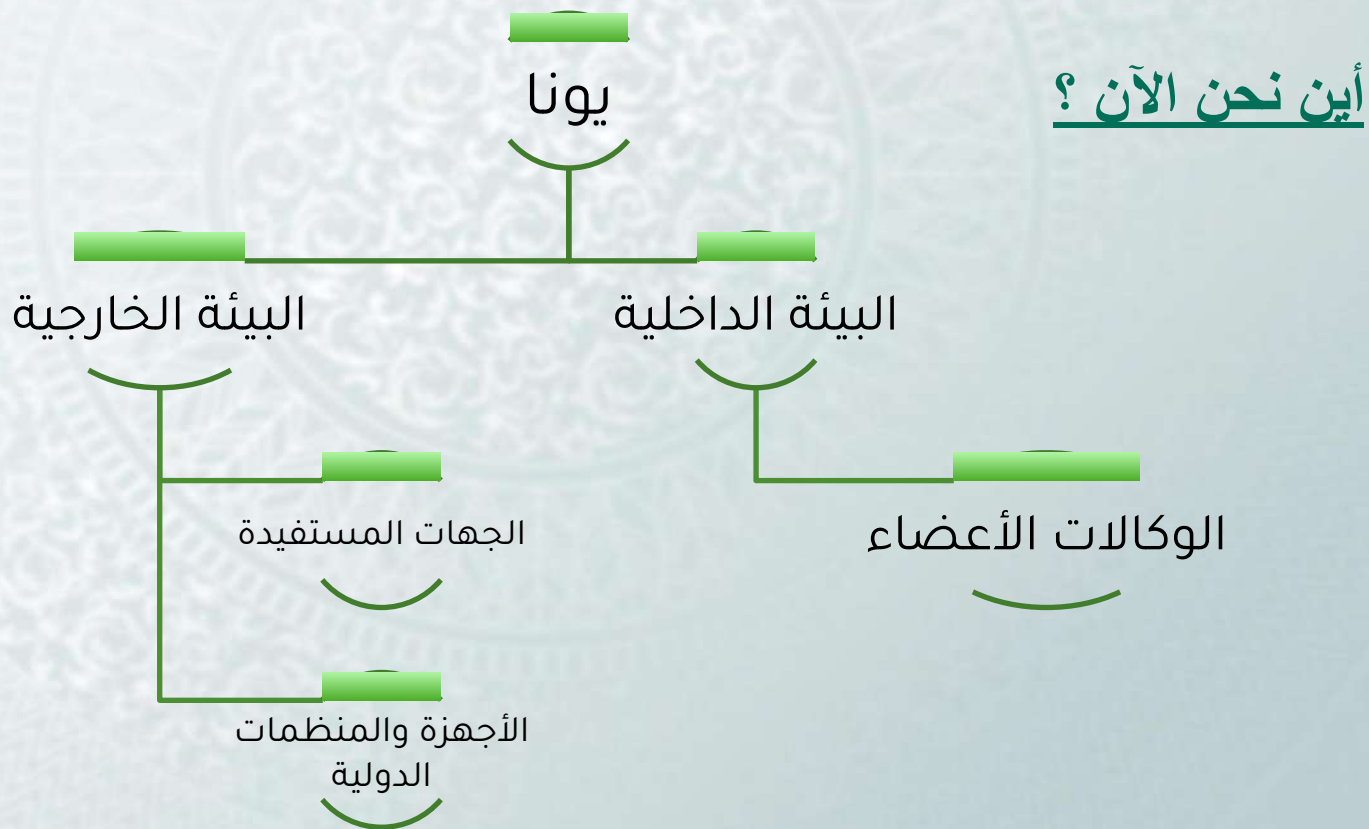 أين نحن الآن ؟
يونا
البيئة الداخلية
البيئة الخارجية
الوكالات الأعضاء
الجهات المستفيدة
الأجهزة والمنظمات
الدولية